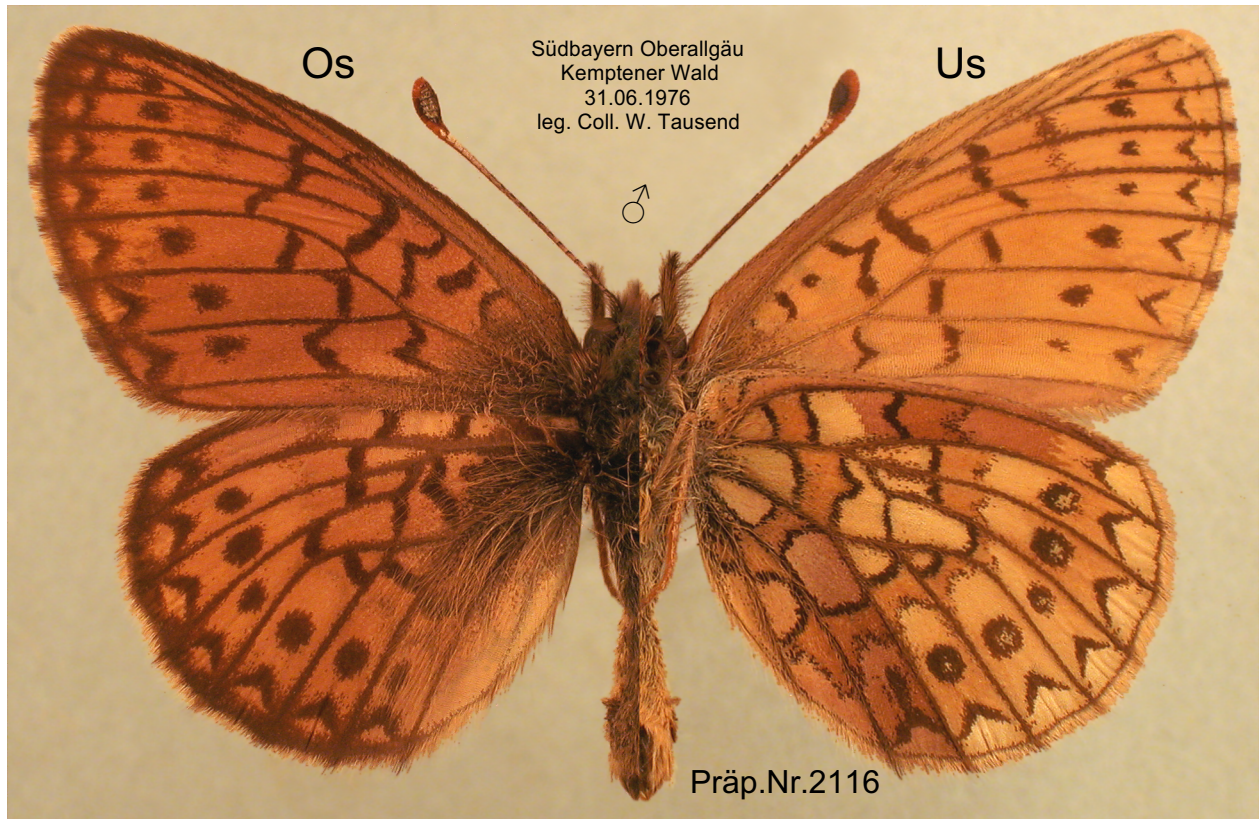 Os
Südbayern Oberallgäu
Kemptener Wald
31.06.1976
leg. Coll. W. Tausend
♂
Us
Präp.Nr.2116